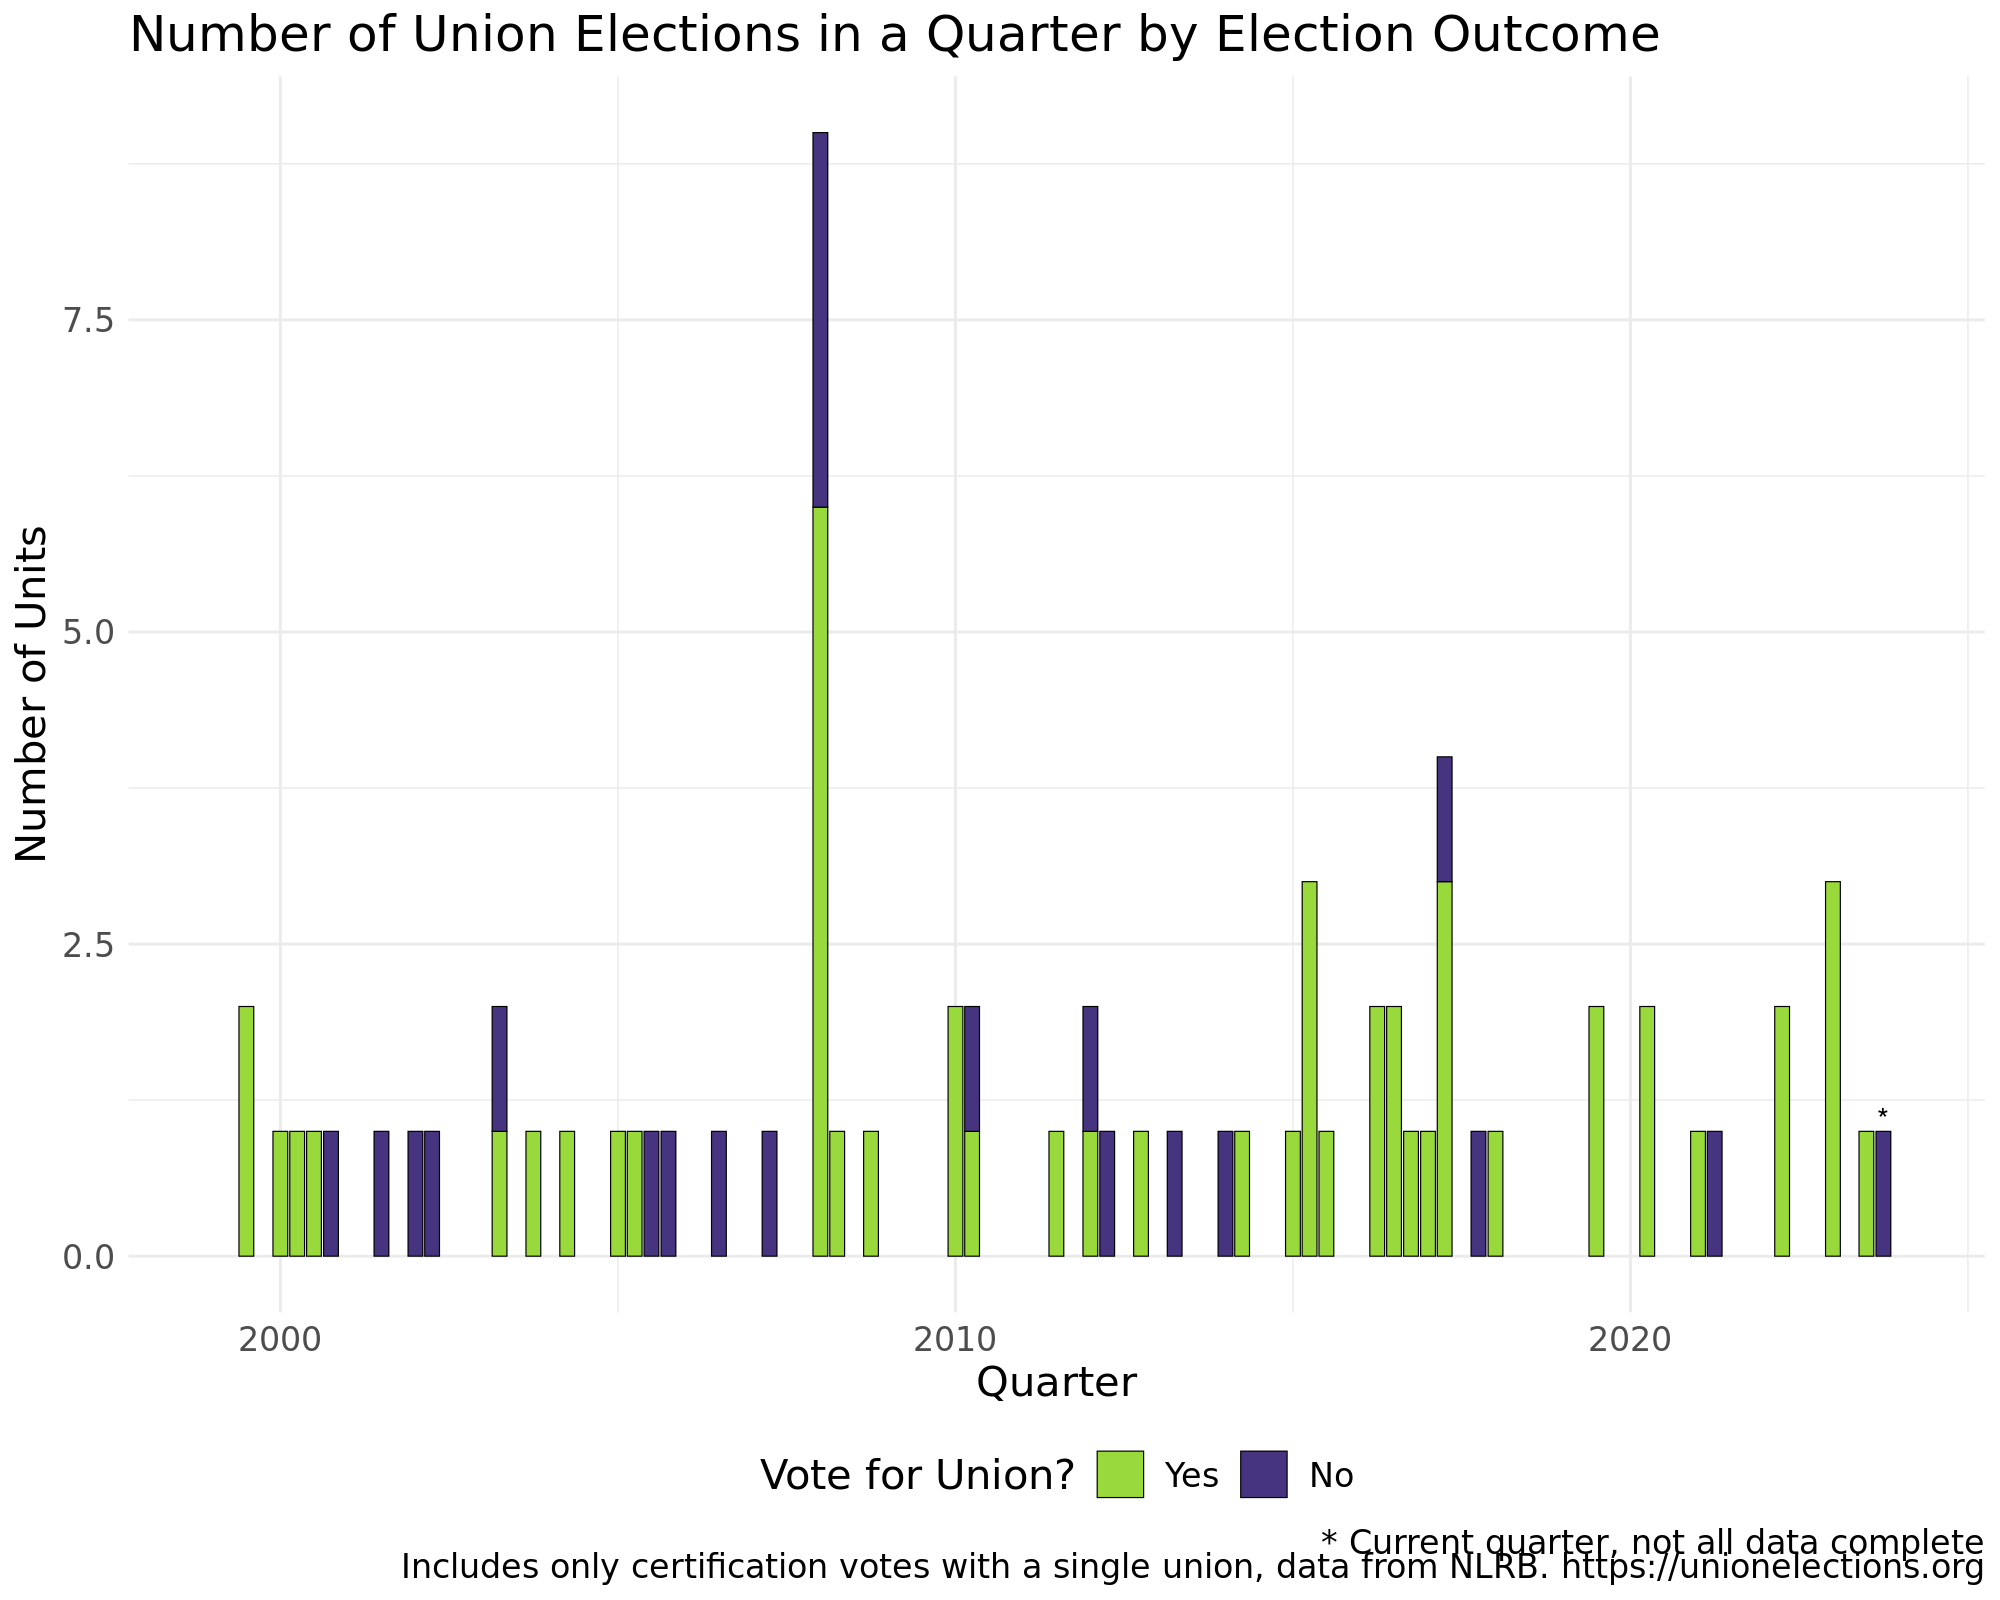 Number of Union Elections in a Quarter by Election Outcome
Number of Units
7.5
5.0
2.5
0.0
*
2000 2010 2020
Quarter
Vote for Union? Yes No
* Current quarter, not all data complete
Includes only certification votes with a single union, data from NLRB. https://unionelections.org